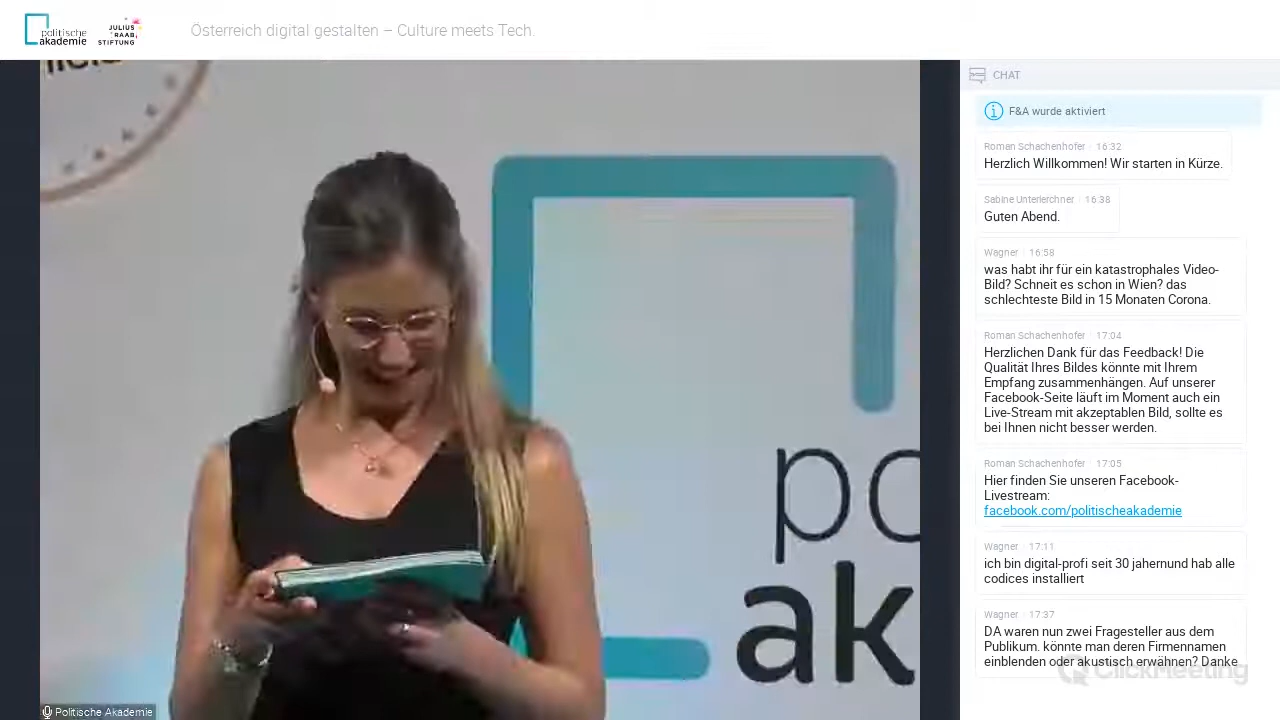 politische
akademie
JULIUS
RAAB
STIFTUNG
Österreich digital gestalten – Culture meets Tech.
CHAT
F&A wurde aktiviert
Roman Schachenhofer 16:32
Herzlich Willkommen! Wir starten in Kürze.
Sabine Unterlerchner 16:38
Guten Abend.
Wagner 16:58
was habt ihr für ein katastrophales Video-
Bild? Schneit es schon in Wien? das
schlechteste Bild in 15 Monaten Corona.
Roman Schachenhofer 17:04
Herzlichen Dank für das Feedback! Die
Qualität Ihres Bildes könnte mit Ihrem
Empfang zusammenhängen. Auf unserer
Facebook-Seite läuft im Moment auch ein
Live-Stream mit akzeptablen Bild, sollte es
bei Ihnen nicht besser werden.
Roman Schachenhofer 17:05
Hier finden Sie unseren Facebook-
Livestream:
facebook.com/politischeakademie
Wagner 17:11
ich bin digital-profi seit 30 jahernund hab alle
codices installiert
Wagner 17:37
DA waren nun zwei Fragesteller aus dem
Publikum. könnte man deren Firmennamen
einblenden oder akustisch erwähnen? Danke
ClickMeeting
po
ak
Politische Akademie